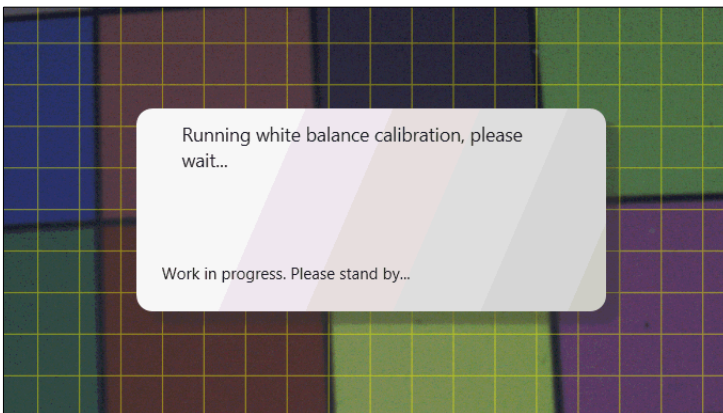 Running white balance calibration, please
wait...
Work in progress. Please stand by...